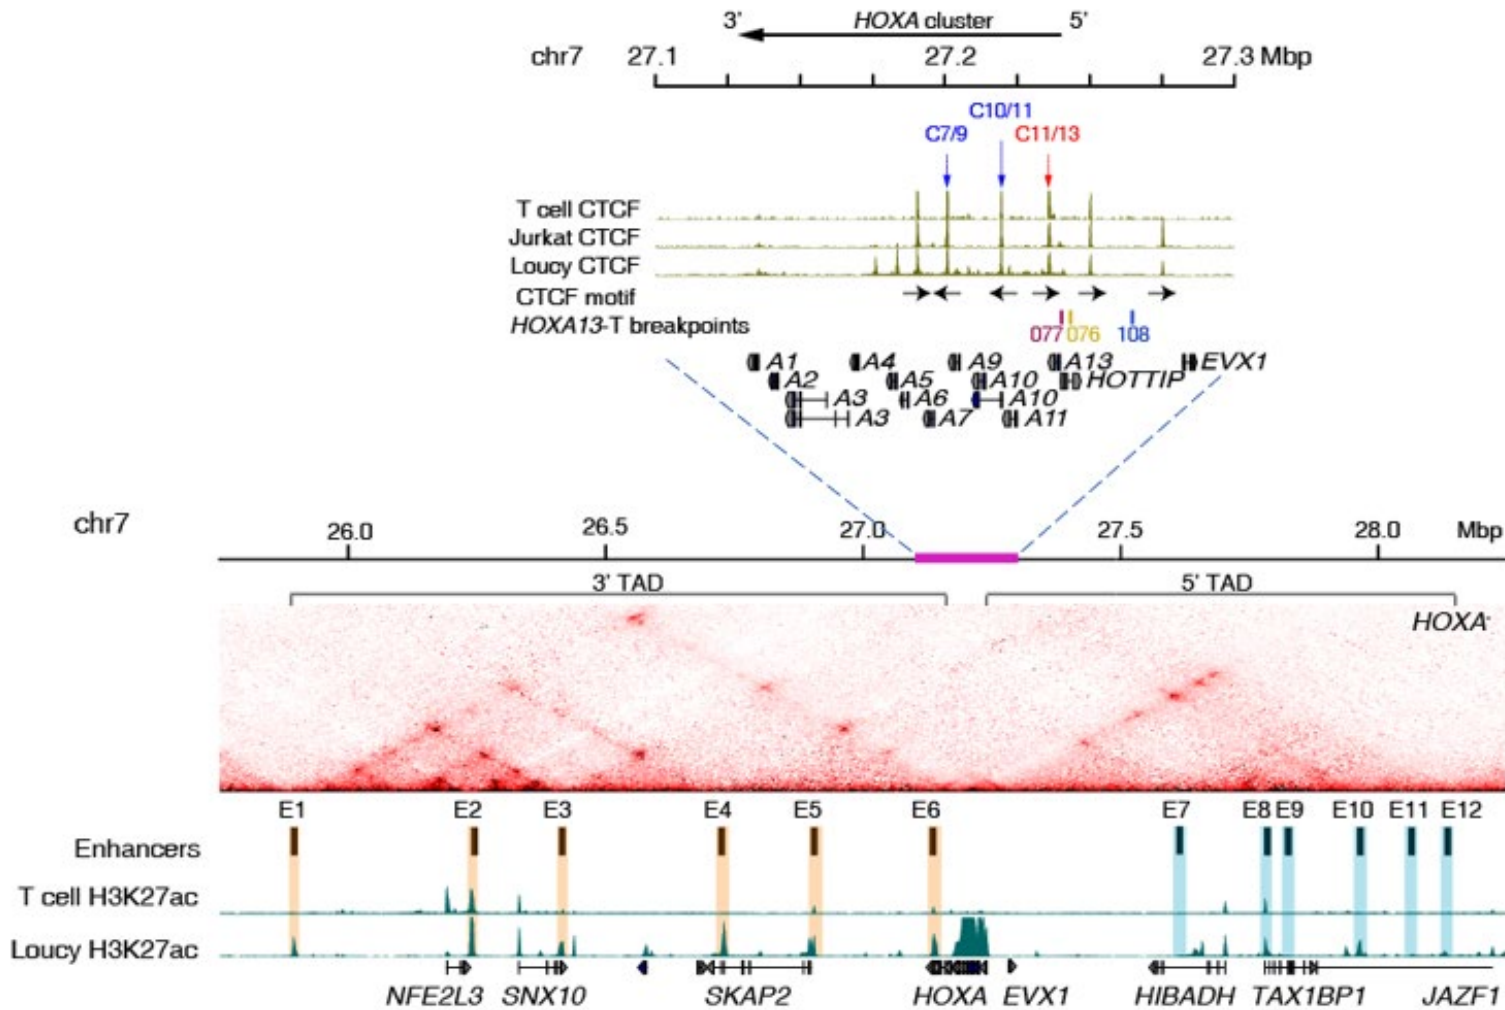 3' HOXA cluster 5'
chr7 27.1 27.2 27.3 Mbp
C10/11
C7/9 C11/13
T cell CTCF
Jurkat CTCF
Loucy CTCF
CTCF motif
HOXA13-T breakpoints
077 076 108
A1 A4 A9 A13 EVX1
A2 A5 A10 HOTTIP
A3 A6 A10
A3 A7 A11
chr7 26.0 26.5 27.0 27.5 28.0 Mbp
3' TAD 5' TAD
HOXA
E1 E2 E3 E4 E5 E6 E7 E8 E9 E10 E11 E12
Enhancers
T cell H3K27ac
Loucy H3K27ac
NFE2L3 SNX10 SKAP2 HOXA EVX1 HIBADH TAX1BP1 JAZF1